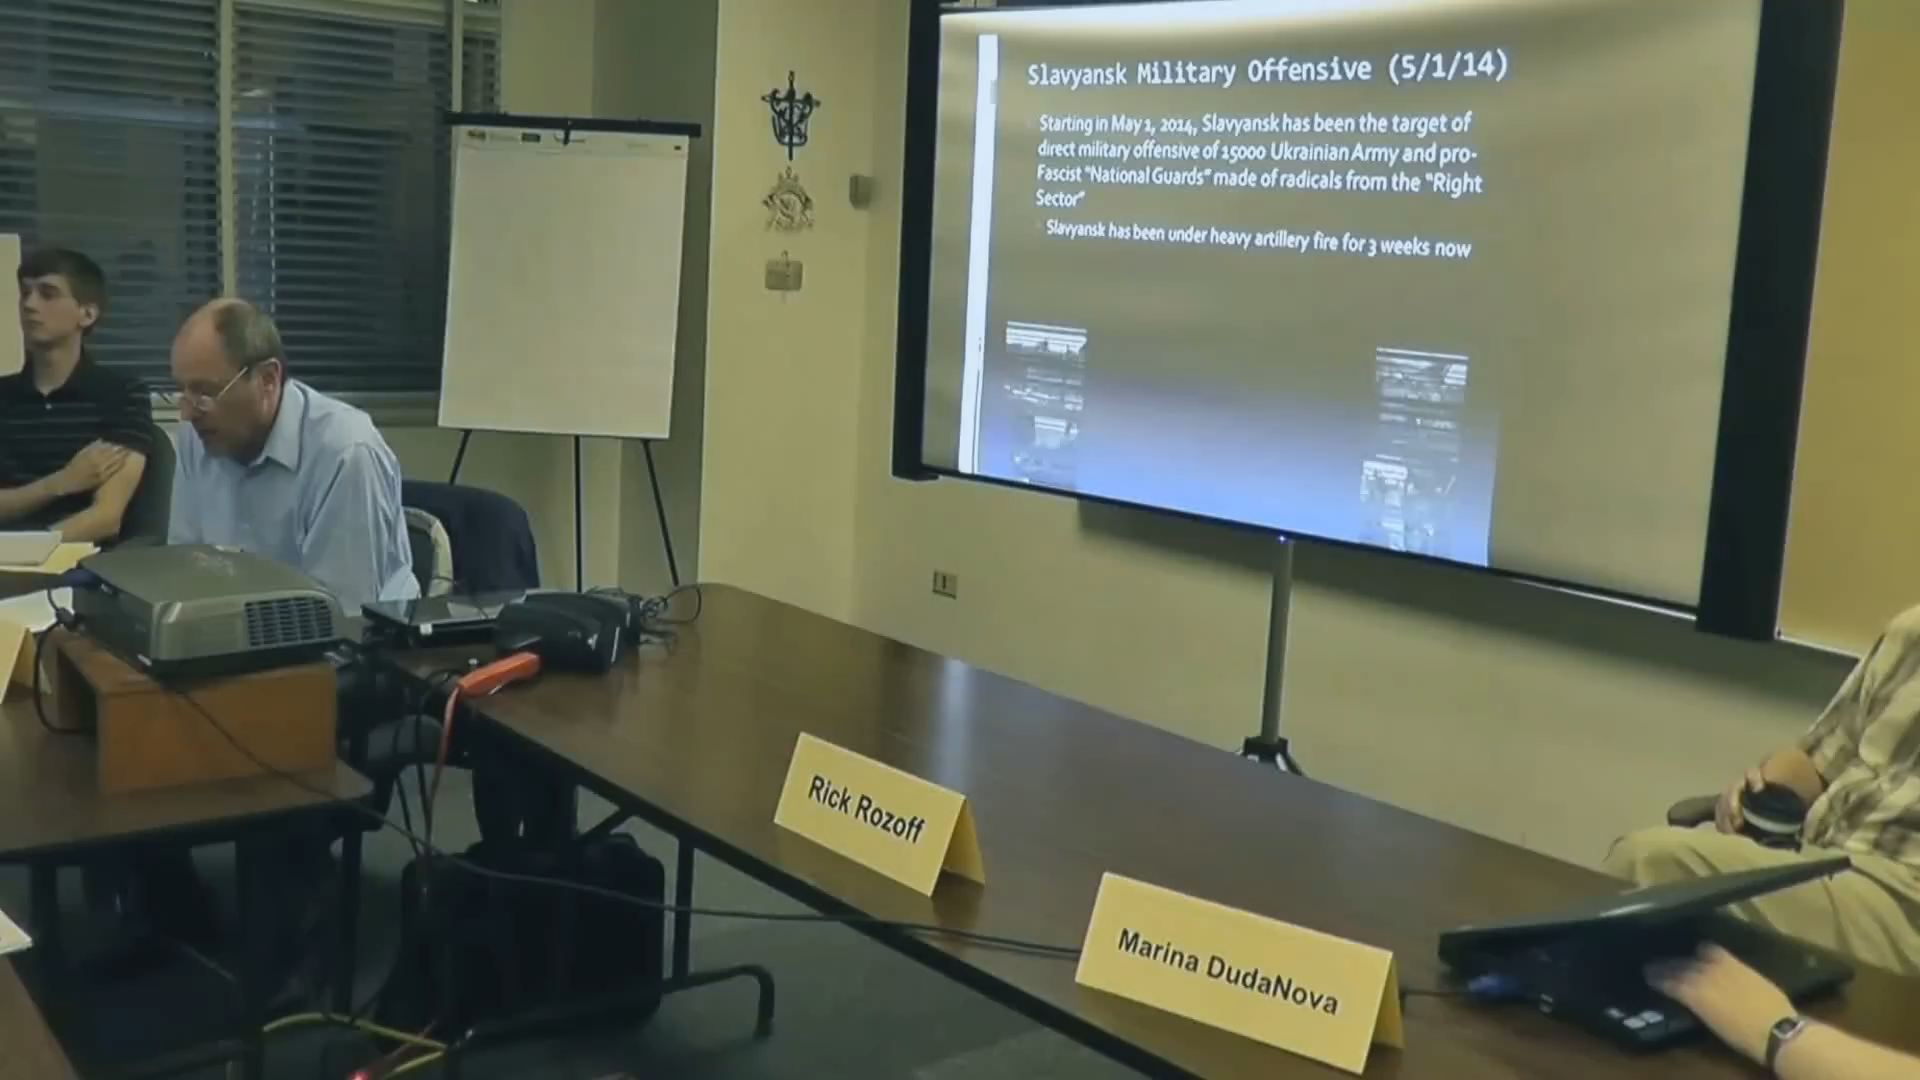 Slavyansk Military Offensive (5/1/14)
Starting in May 1, 2014, Slavyansk has been the target of
direct military offensive of 15000 Ukrainian Army and pro-
Fascist "National Guards" made of radicals from the "Right
Sector"
Slavyansk has been under heavy artillery fire for 3 weeks now
Rick Rozoff
Marina DudaNova